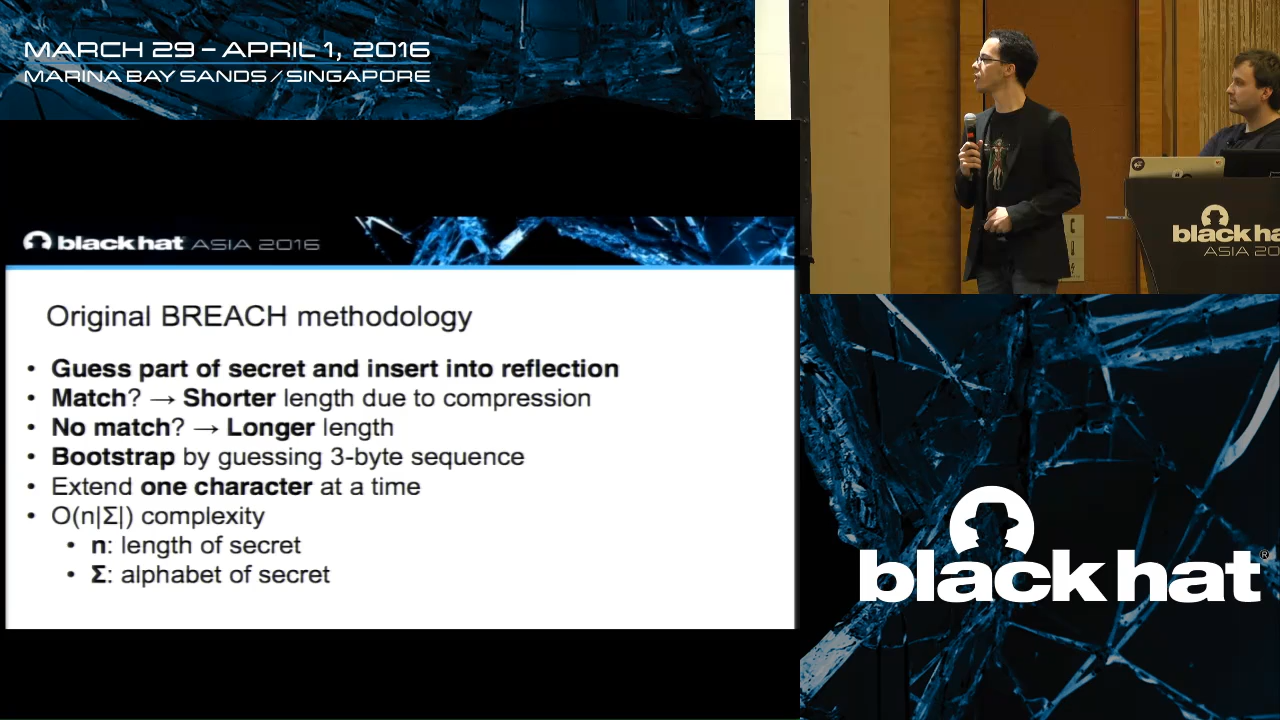 MARCH 29 – APRIL 1, 2016
MARINA BAY SANDS / SINGAPORE
black hat ASIA 2016
Original BREACH methodology
• Guess part of secret and insert into reflection
• Match? → Shorter length due to compression
• No match? → Longer length
• Bootstrap by guessing 3-byte sequence
• Extend one character at a time
• O(n|Σ|) complexity
• n: length of secret
• Σ: alphabet of secret
black ha
ASIA 20
black hat®